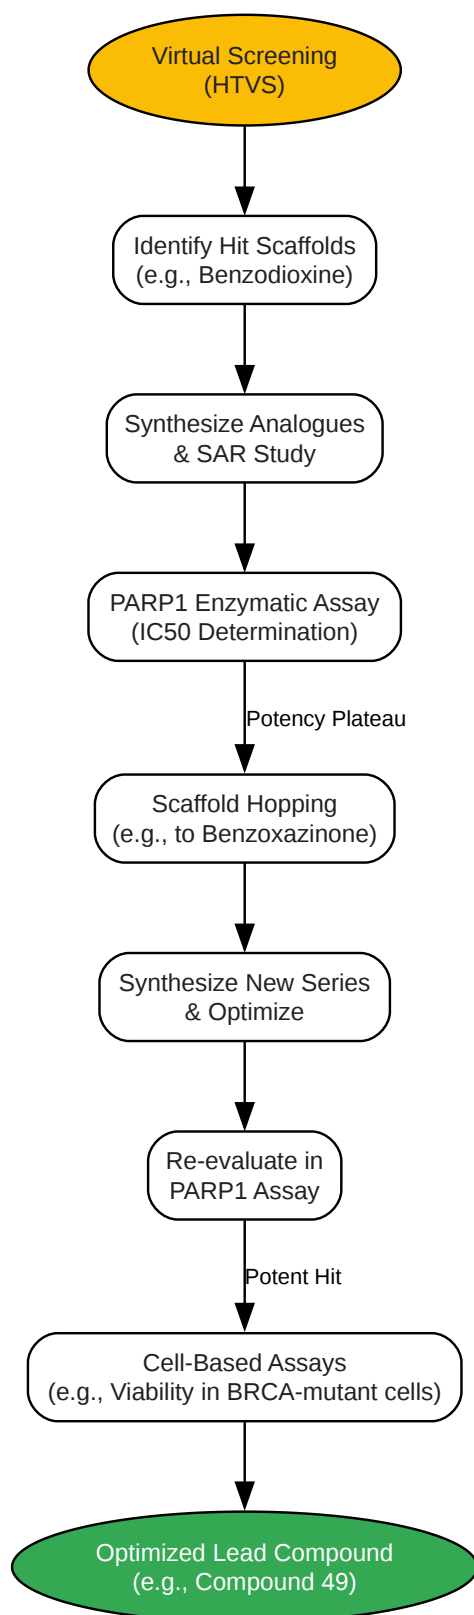 Virtual Screening
(HTVS)
Identify Hit Scaffolds
(e.g., Benzodioxine)
Synthesize Analogues
& SAR Study
PARP1 Enzymatic Assay
(IC50 Determination)
Potency Plateau
Scaffold Hopping
(e.g., to Benzoxazinone)
Synthesize New Series
& Optimize
Re-evaluate in
PARP1 Assay
Potent Hit
Cell-Based Assays
(e.g., Viability in BRCA-mutant cells)
Optimized Lead Compound
(e.g., Compound 49)